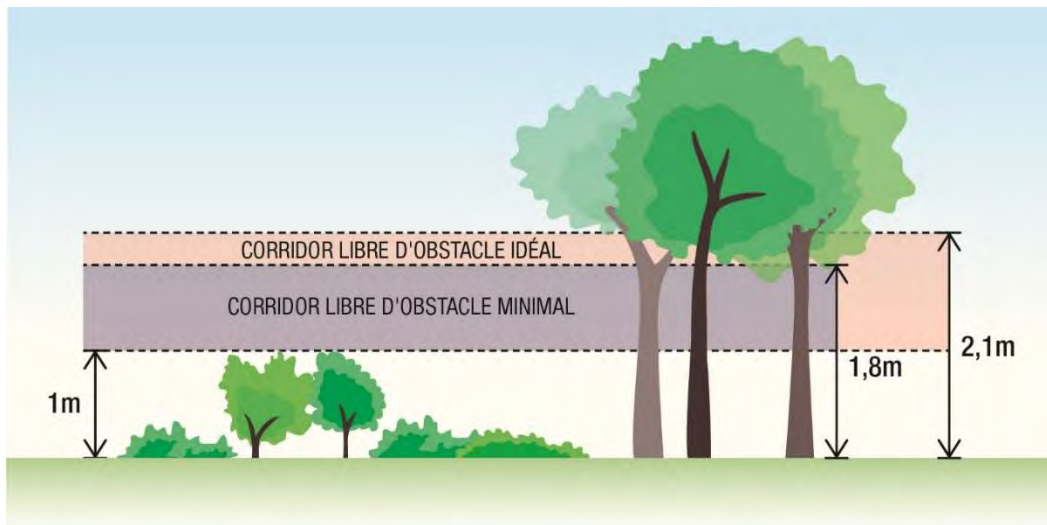 CORRIDOR LIBRE D'OBSTACLE IDÉAL
CORRIDOR LIBRE D'OBSTACLE MINIMAL
1m
1,8m
2,1m